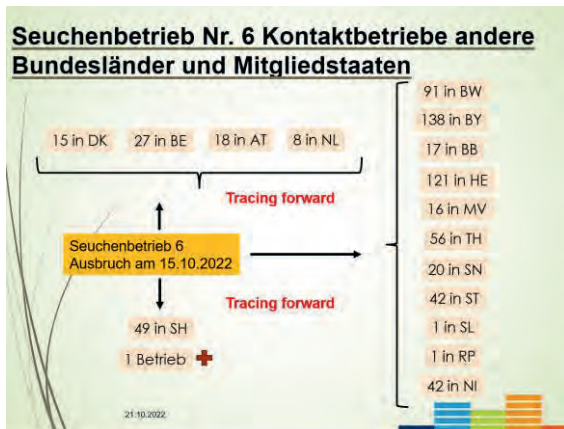 Seuchenbetrieb Nr. 6 Kontaktbetriebe andere
Bundesländer und Mitgliedstaaten
15 in DK
27 in BE
18 in AT
8 in NL
Tracing forward
Seuchenbetrieb 6
Ausbruch am 15.10.2022
Tracing forward
49 in SH
1 Betrieb
91 in BW
138 in BY
17 in BB
121 in HE
16 in MV
56 in TH
20 in SN
42 in ST
1 in SL
1 in RP
42 in NI
21.10.2022